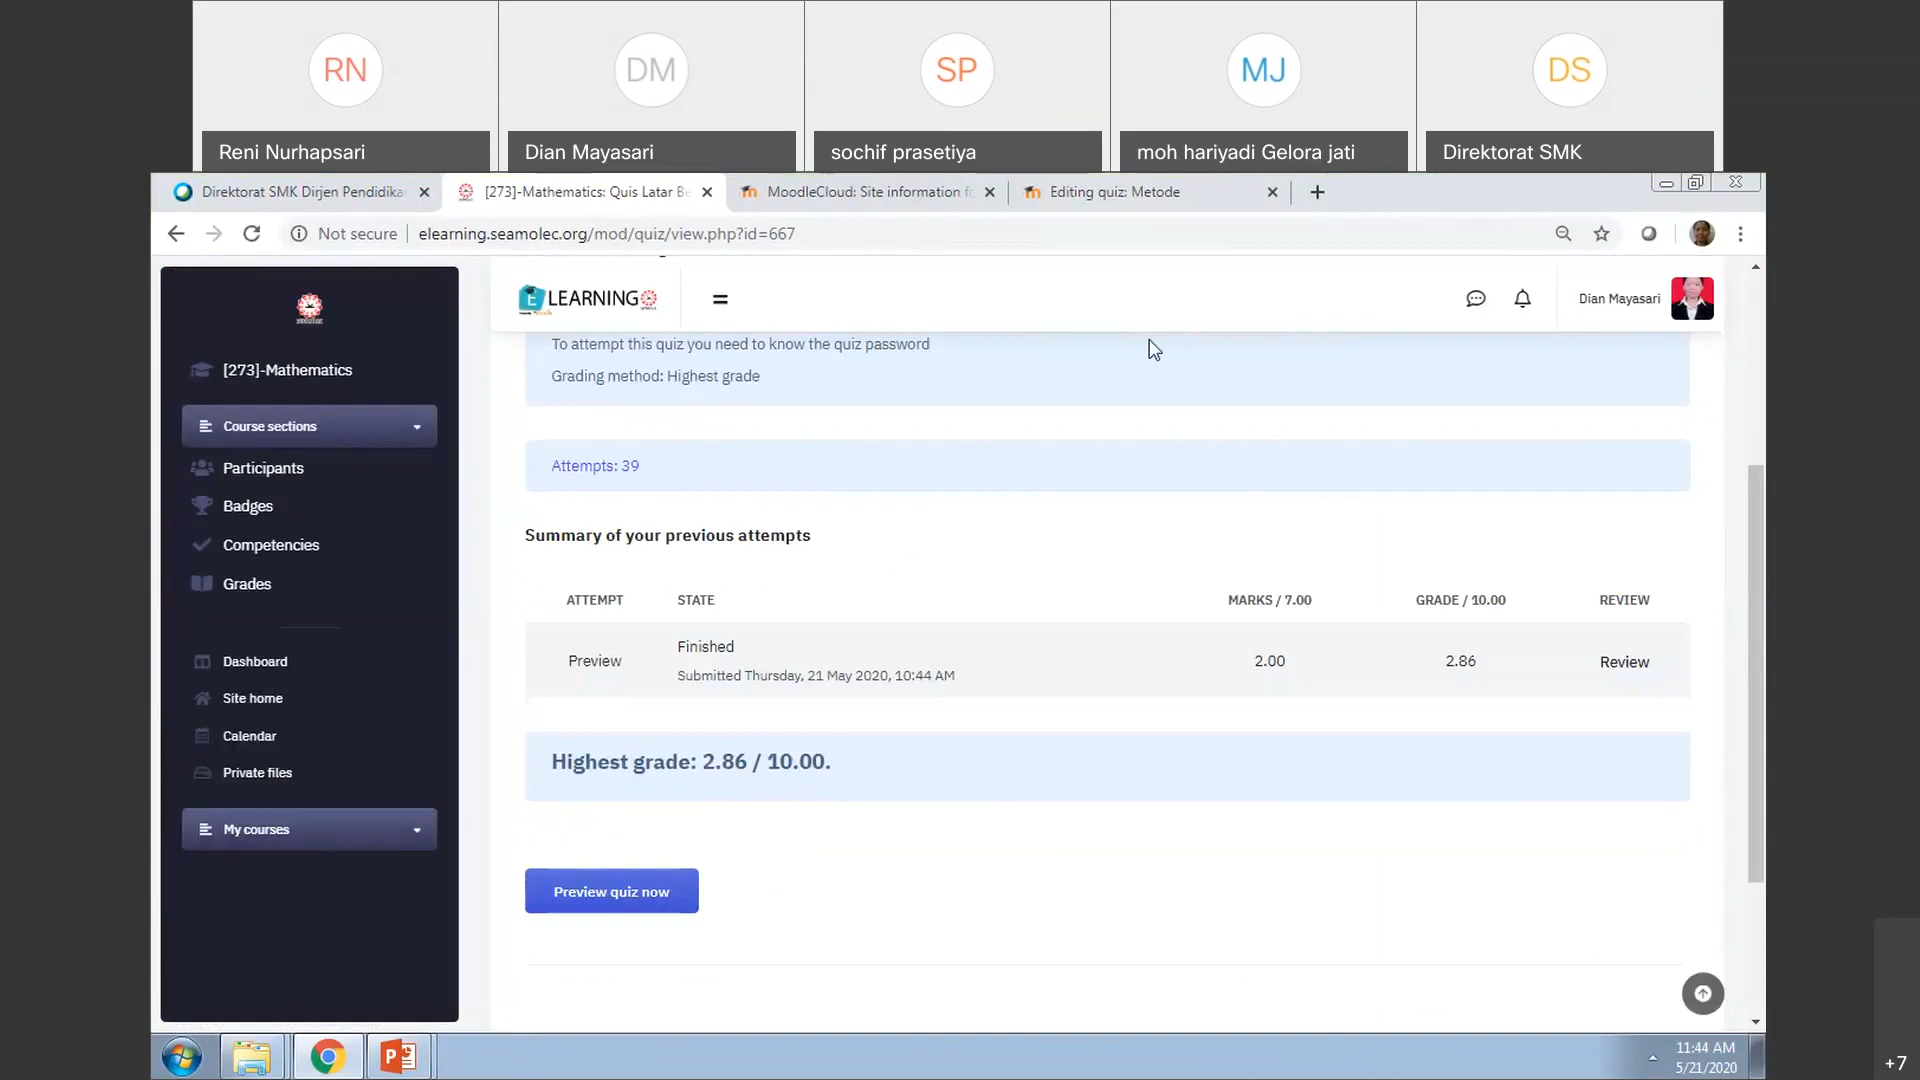 RN
DM
SP
MJ
DS
Reni Nurhapsari
Dian Mayasari
sochif prasetiya
moh hariyadi Gelora jati
Direktorat SMK
Direktorat SMK Dirjen Pendidika
[273]-Mathematics: Quis Latar Be
MoodleCloud: Site information fo
Editing quiz: Metode
Not secure
elearning.seamolec.org/mod/quiz/view.php?id=667
E LEARNING
Dian Mayasari
To attempt this quiz you need to know the quiz password
Grading method: Highest grade
[273]-Mathematics
Course sections
Participants
Badges
Competencies
Grades
Dashboard
Site home
Calendar
Private files
My courses
Attempts: 39
Summary of your previous attempts
ATTEMPT STATE MARKS / 7.00 GRADE / 10.00 REVIEW
Preview Finished 2.00 2.86 Review
Submitted Thursday, 21 May 2020, 10:44 AM
Highest grade: 2.86 / 10.00.
Preview quiz now
11:44 AM
5/21/2020
+7